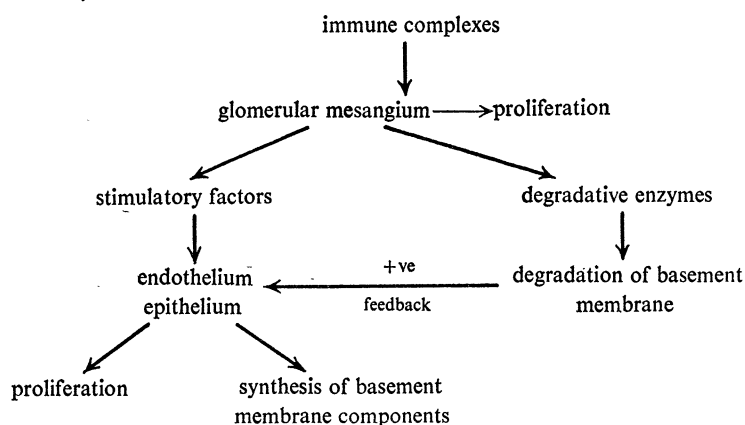 immune complexes
glomerular mesangium proliferation
stimulatory factors degradative enzymes
+ve
endothelium degradation of basement
epithelium feedback membrane
proliferation synthesis of basement
membrane components